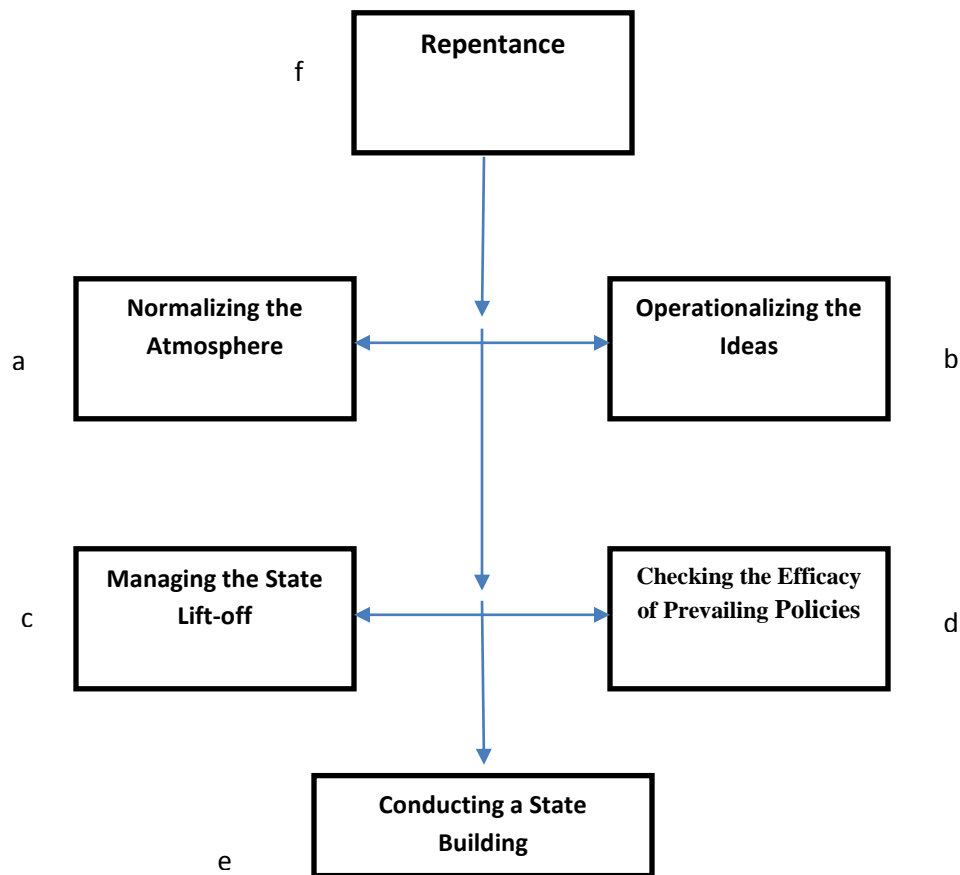 Repentance
f
Normalizing the
Atmosphere
a
Operationalizing the
Ideas
b
Managing the State
Lift-off
c
Checking the Efficacy
of Prevailing Policies
d
Conducting a State
Building
e